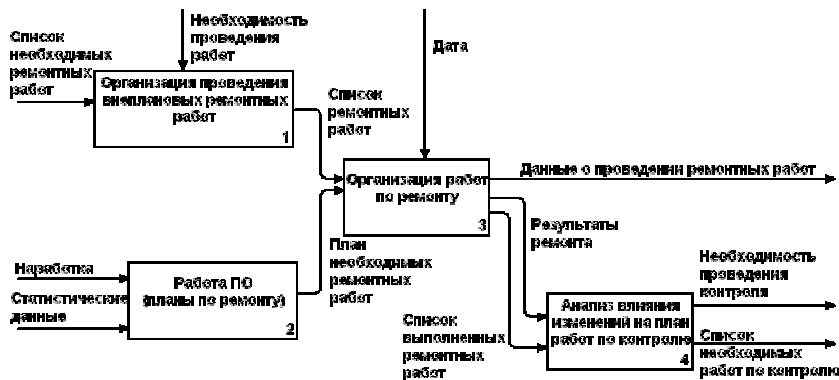 Необходимость
проведения
работ
Список
необходимых
ремонтных
работ
Организация проведения
внеплановых ремонтных
работ
1
Дата
Список
ремонтных
работ
Организация работ
по ремонту
3
Данные о проведении ремонтных работ
Результаты
ремонта
План
необходимых
ремонтных
работ
Наработка
Статистические
данные
Работа ПО
(планы по ремонту)
2
Необходимость
проведения
контроля
Анализ влияния
изменений на план
работ по контролю
4
Список
выполненных
ремонтных
работ
Список
необходимых
работ по контролю